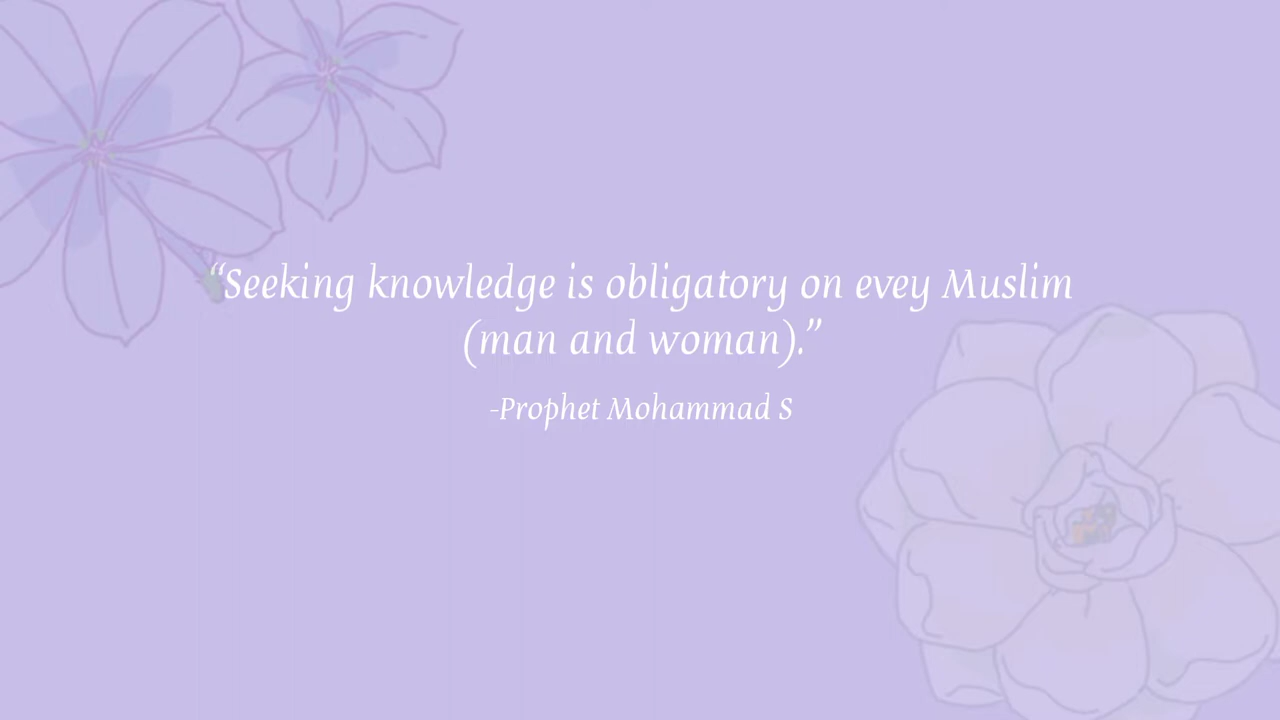 “Seeking knowledge is obligatory on evey Muslim
(man and woman).”
-Prophet Mohammad S